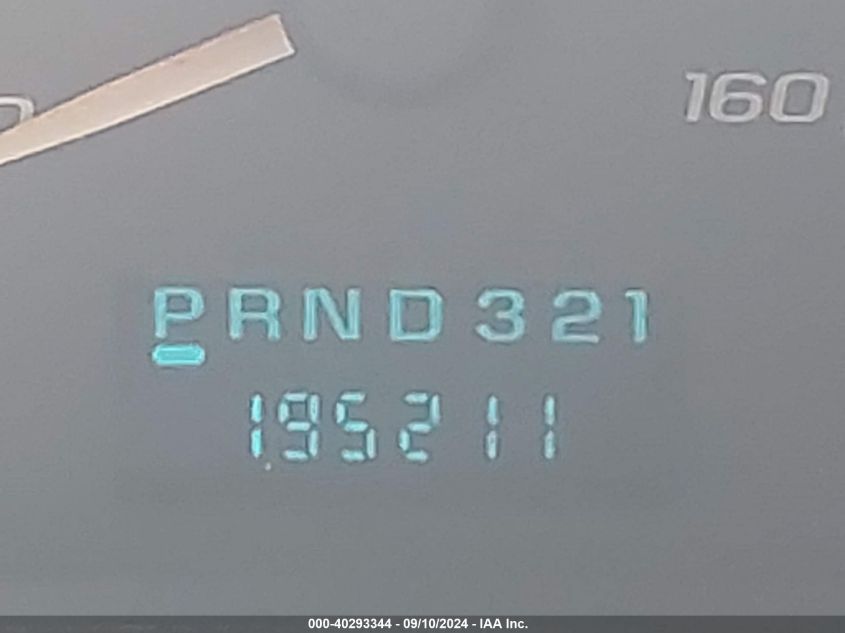 160
PRND321
195211
000-40293344 - 09/10/2024 - IAA Inc.